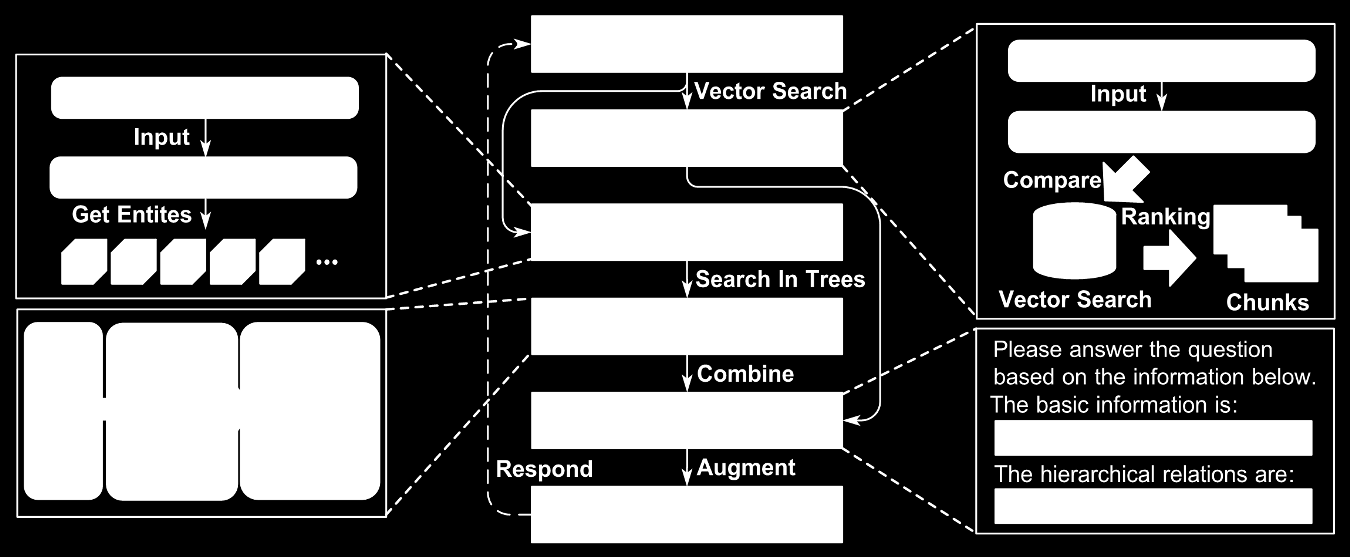 Input
Get Entites
...
Vector Search
Search In Trees
Combine
Augment
Respond
Input
Compare
Ranking
Vector Search
Chunks
Please answer the question
based on the information below.
The basic information is:
The hierarchical relations are: